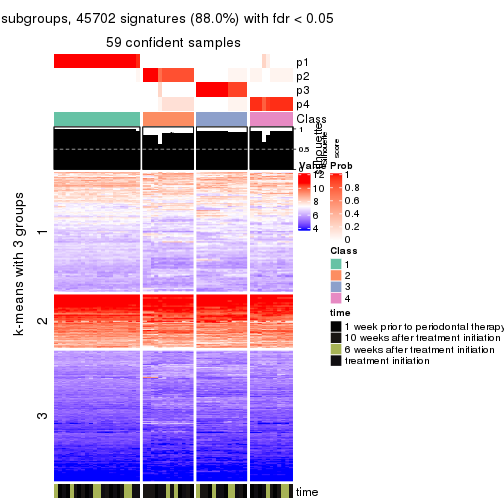 subgroups, 45702 signatures (88.0%) with fdr < 0.05
59 confident samples
p1
p2
p3
p4
Class
1
0.5
0
silhouette
score
Value
12
10
8
6
4
Prob
1
0.8
0.6
0.4
0.2
0
Class
1
2
3
4
time
1 week prior to periodontal therapy
10 weeks after treatment initiation
6 weeks after treatment initiation
treatment initiation
k-means with 3 groups
1
2
3
time